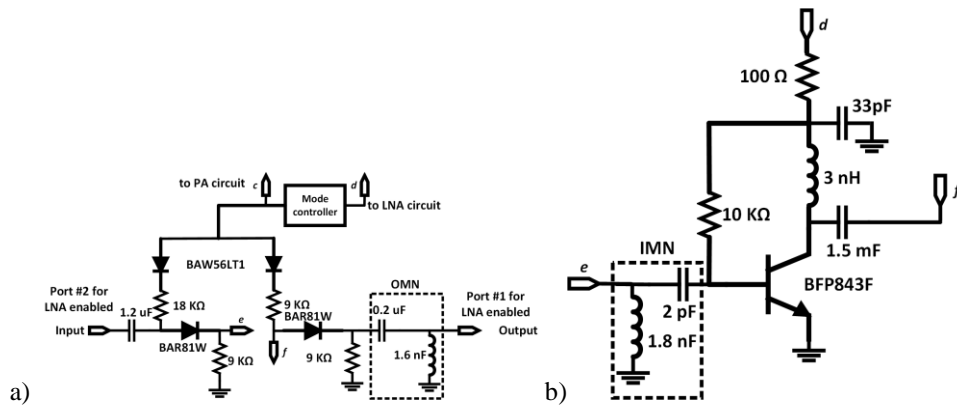 to PA circuit
c
d
Mode
controller
to LNA circuit
BAW56LT1
Port #2 for
LNA enabled
Input
1.2 uF
18 KΩ
BAR81W
e
9 KΩ
9 KΩ
BAR81W
f
9 KΩ
OMN
0.2 uF
1.6 nF
Port #1 for
LNA enabled
Output
a)
d
100 Ω
33pF
3 nH
10 KΩ
f
1.5 mF
IMN
e
2 pF
1.8 nF
BFP843F
b)